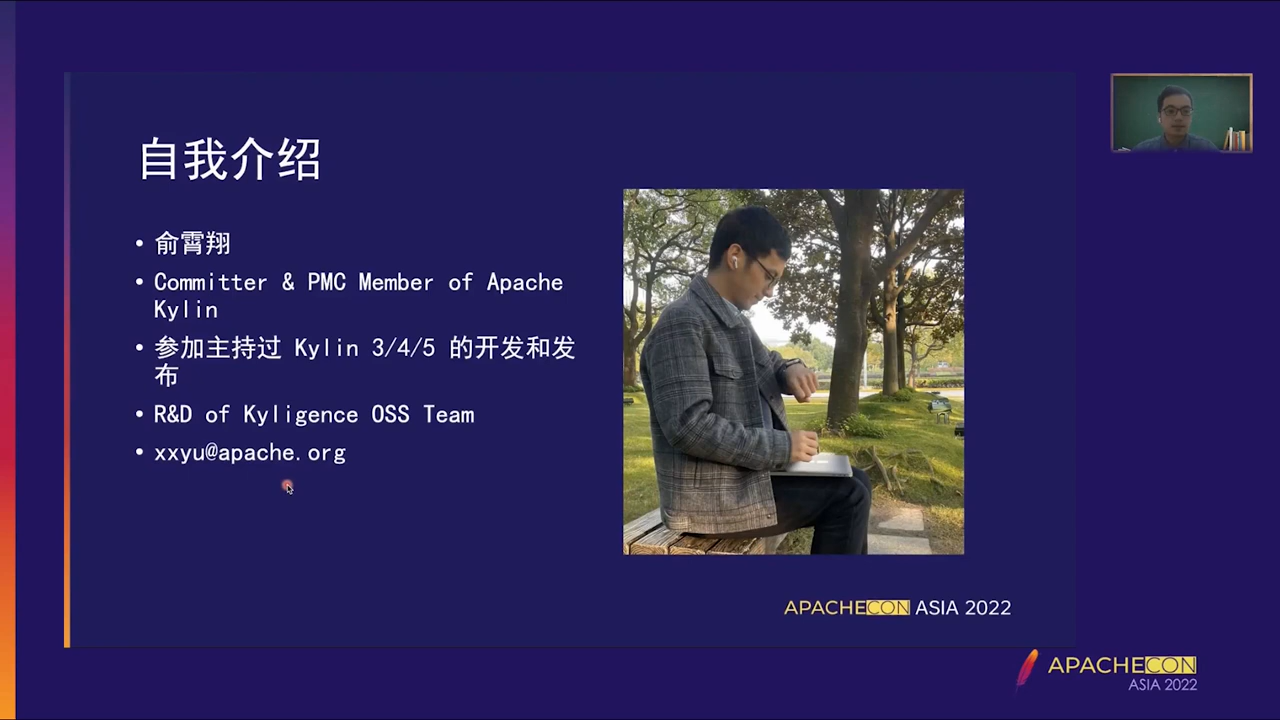 自我介绍
• 俞霄翔
• Committer & PMC Member of Apache
Kylin
• 参加主持过 Kylin 3/4/5 的开发和发
布
• R&D of Kyligence OSS Team
• xxyu@apache.org
APACHECON ASIA 2022
APACHECON
ASIA 2022